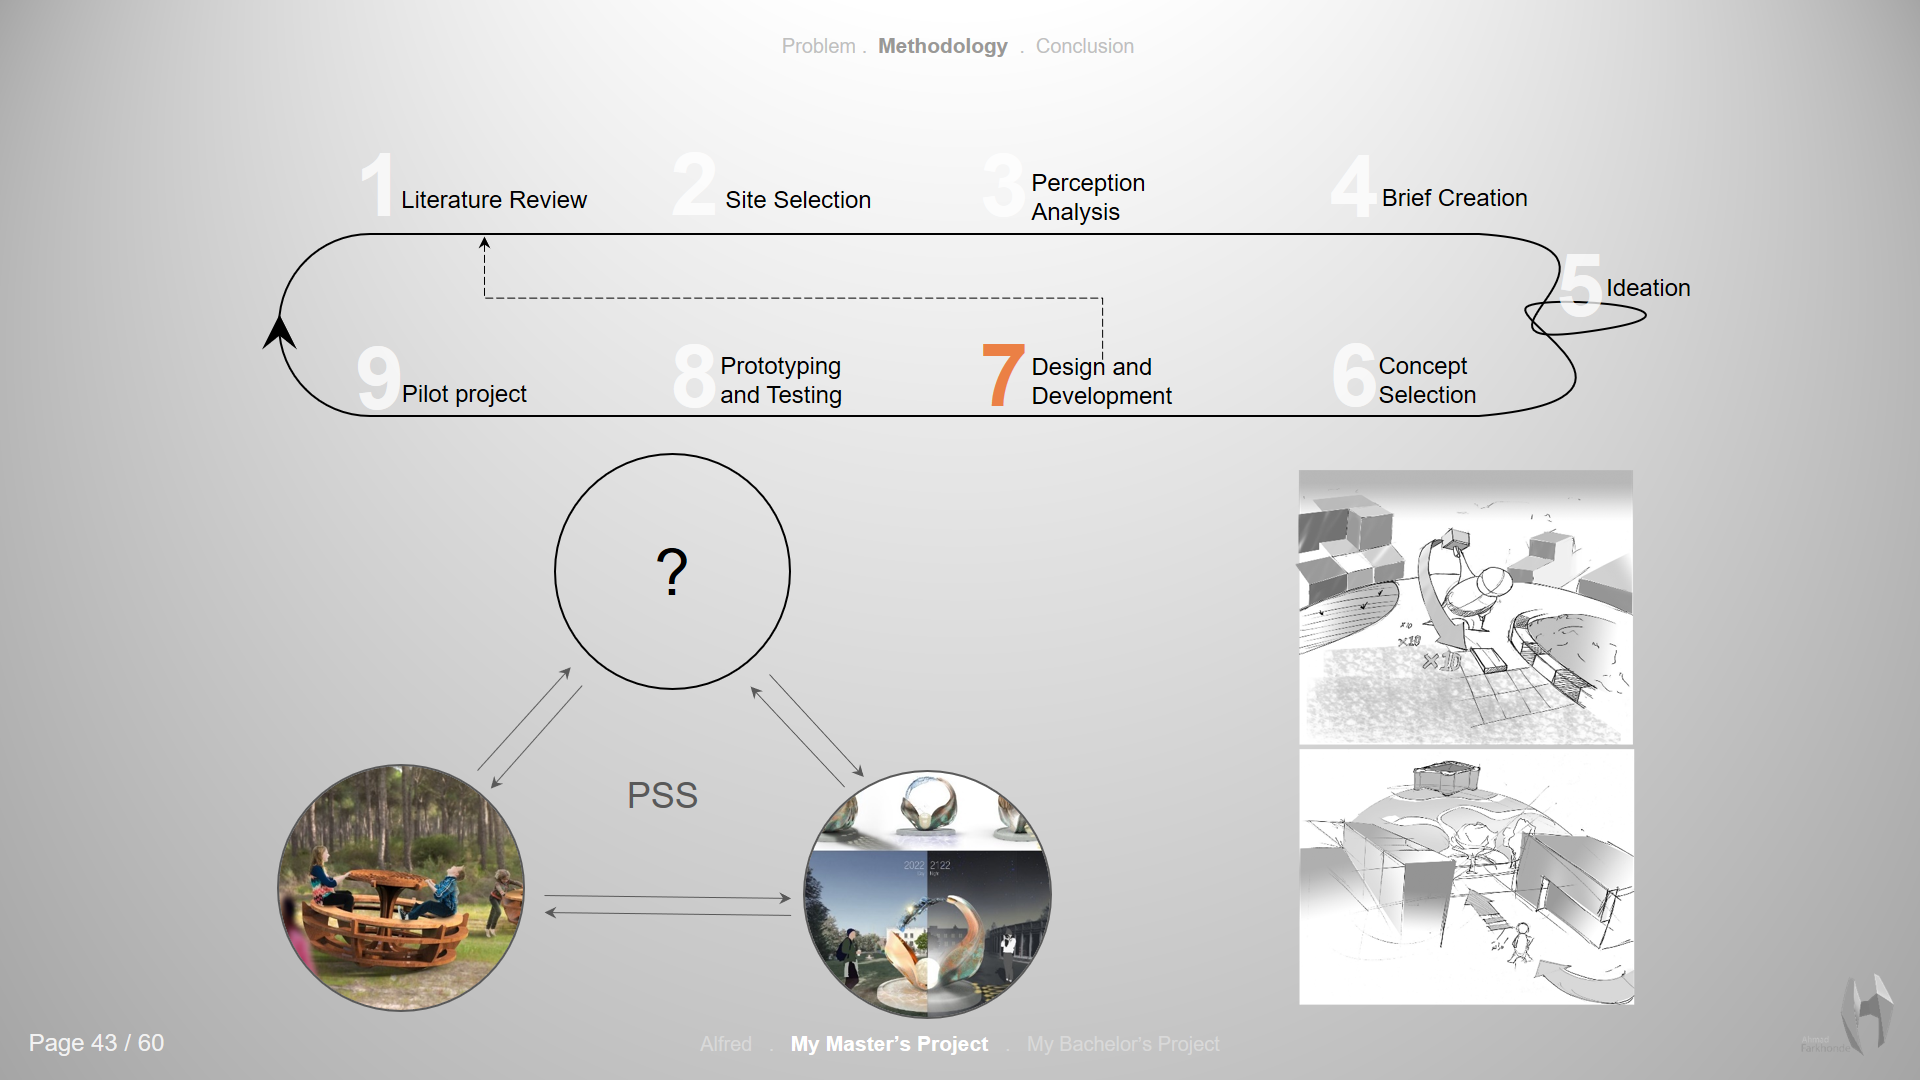 Problem . Methodology . Conclusion
1 Literature Review
2 Site Selection
3 Perception
Analysis
4 Brief Creation
5 Ideation
9 Pilot project
8 Prototyping
and Testing
7 Design and
Development
6 Concept
Selection
?
PSS
2022 2122
×10
×10
×10
Page 43 / 60
Alfred . My Master's Project . My Bachelor's Project
Farkhonde